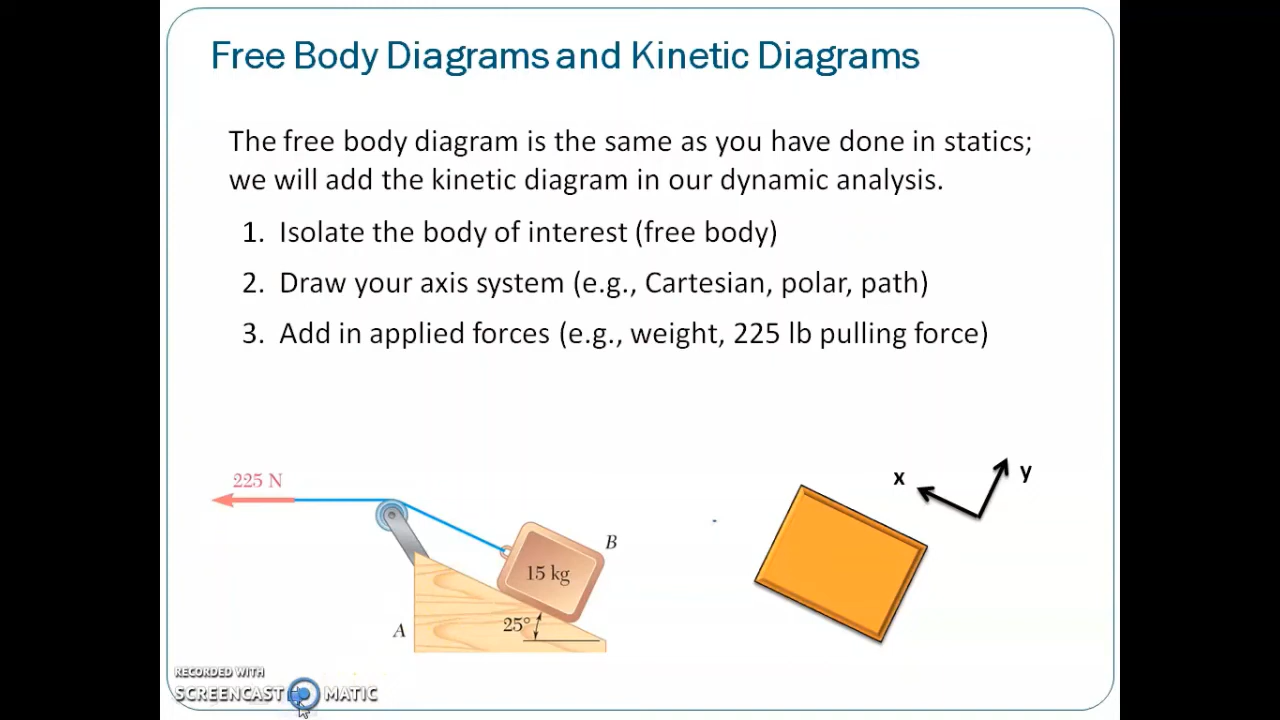 Free Body Diagrams and Kinetic Diagrams
The free body diagram is the same as you have done in statics;
we will add the kinetic diagram in our dynamic analysis.
1. Isolate the body of interest (free body)
2. Draw your axis system (e.g., Cartesian, polar, path)
3. Add in applied forces (e.g., weight, 225 lb pulling force)
225 N
B
15 kg
25°
A
x
y
RECORDED WITH
SCREENCAST MATIC